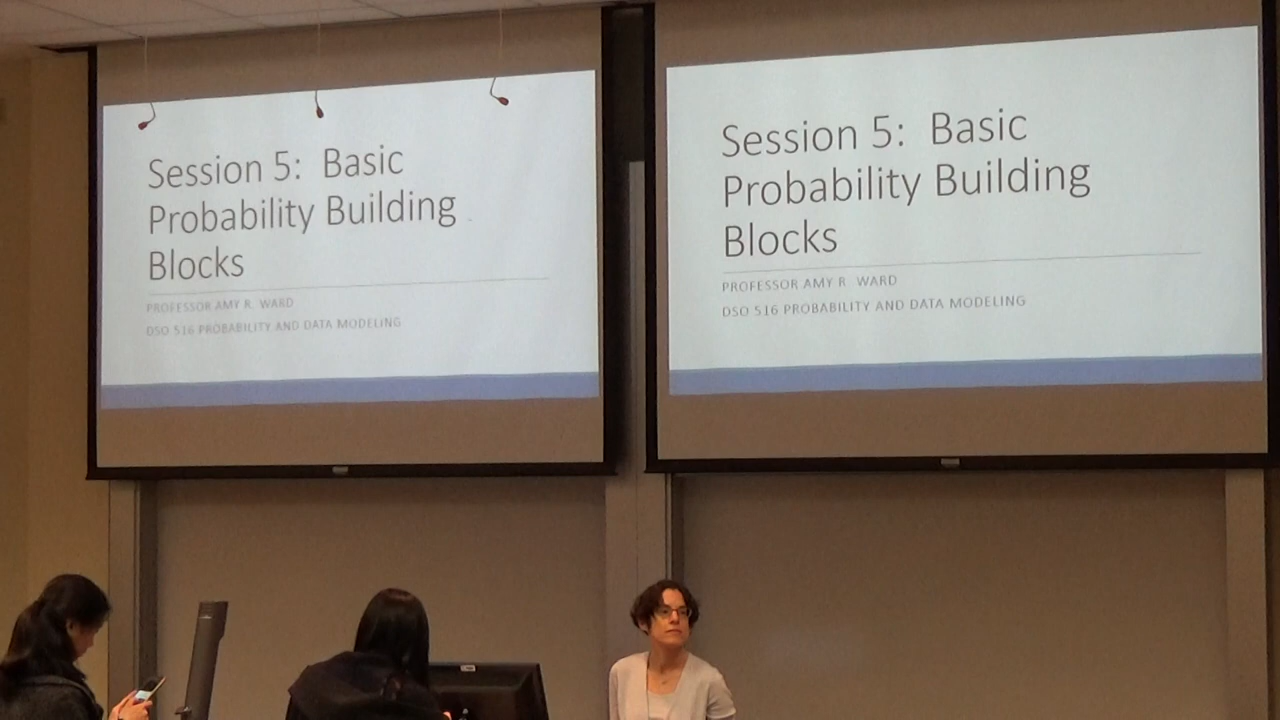 Session 5: Basic
Probability Building
Blocks
PROFESSOR AMY R. WARD
DSO 516 PROBABILITY AND DATA MODELING
Session 5: Basic
Probability Building
Blocks
PROFESSOR AMY R. WARD
DSO 516 PROBABILITY AND DATA MODELING